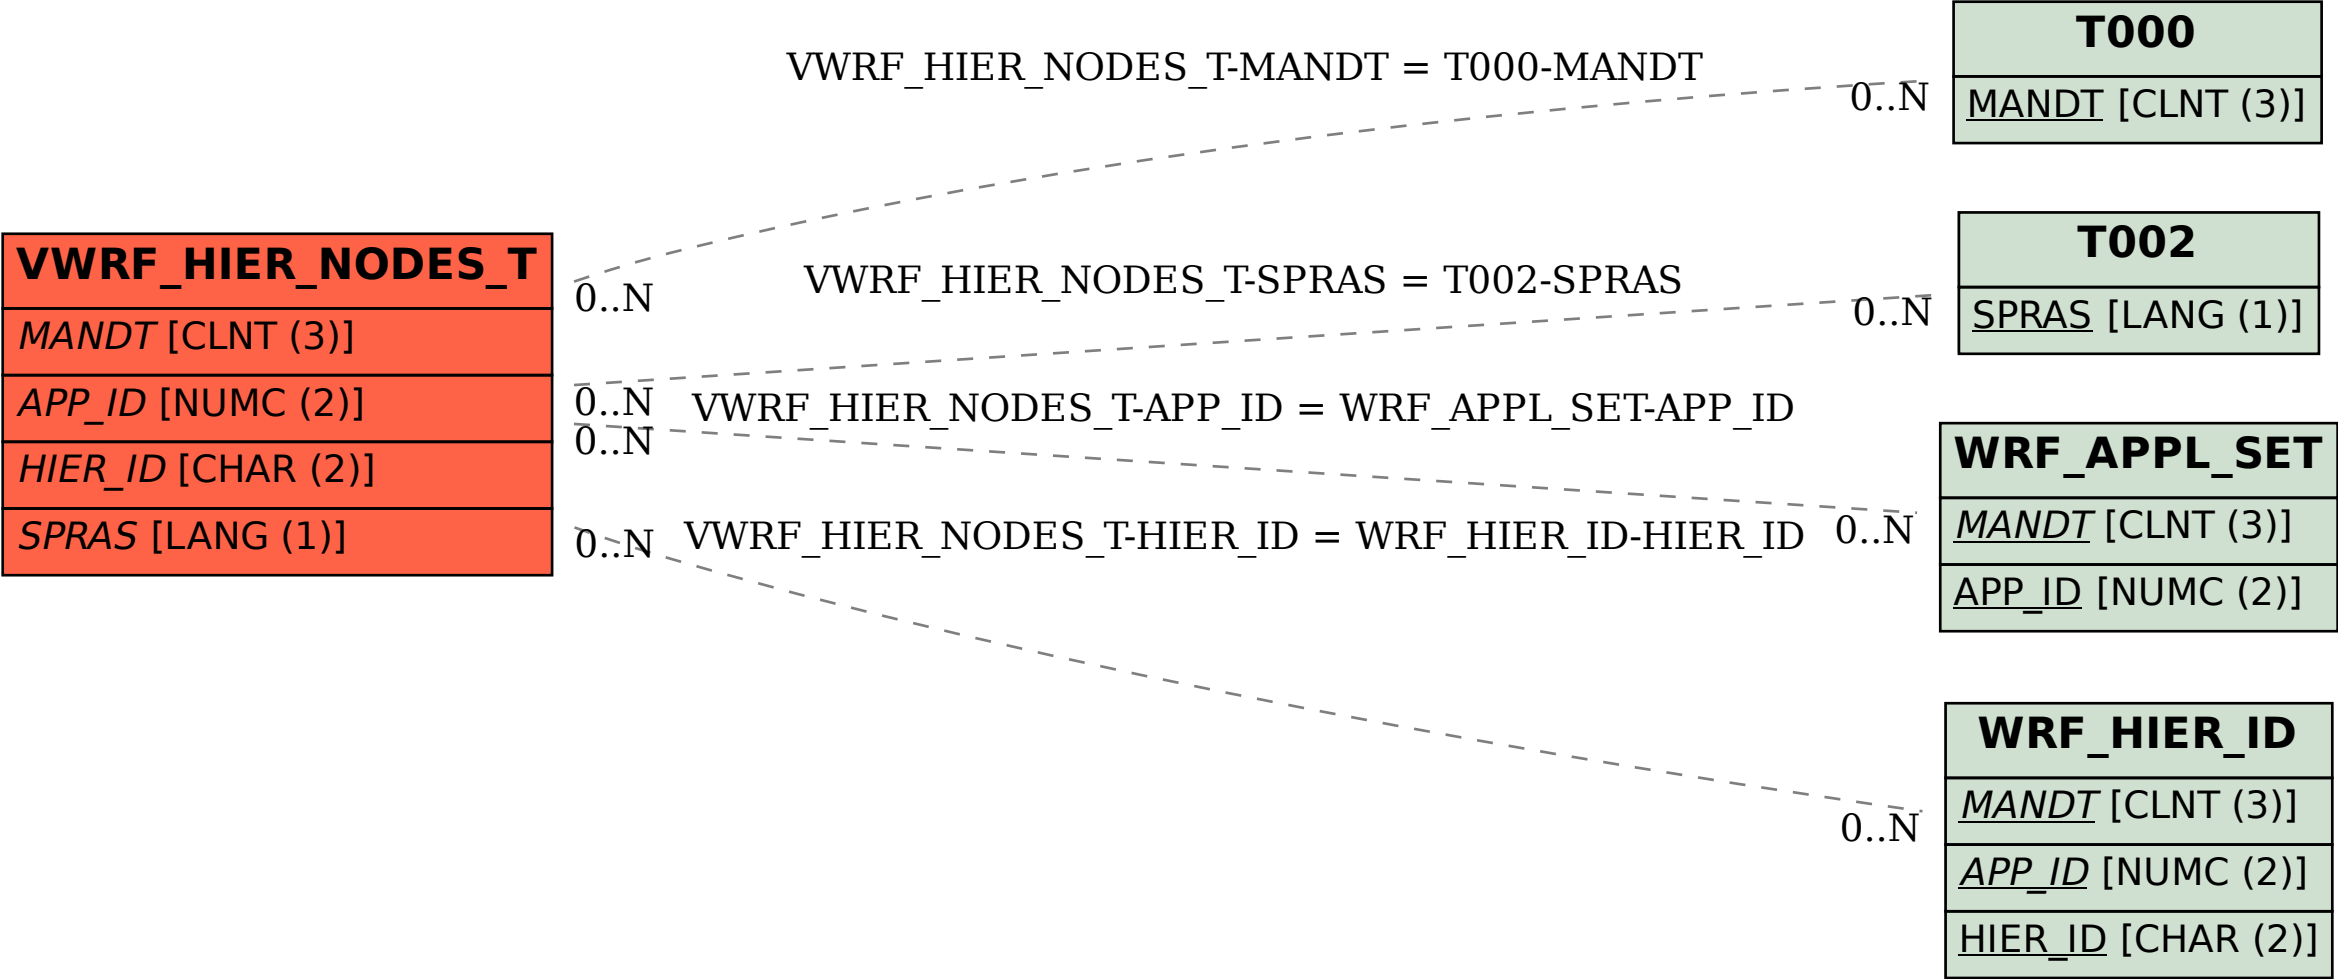 VWRF_HIER_NODES_T
MANDT [CLNT (3)]
APP_ID [NUMC (2)]
HIER_ID [CHAR (2)]
SPRAS [LANG (1)]
VWRF_HIER_NODES_T-MANDT = T000-MANDT
0..N
0..N
VWRF_HIER_NODES_T-SPRAS = T002-SPRAS
0..N
0..N
VWRF_HIER_NODES_T-APP_ID = WRF_APPL_SET-APP_ID
0..N
0..N
VWRF_HIER_NODES_T-HIER_ID = WRF_HIER_ID-HIER_ID
0..N
0..N
T000
MANDT [CLNT (3)]
T002
SPRAS [LANG (1)]
WRF_APPL_SET
MANDT [CLNT (3)]
APP_ID [NUMC (2)]
WRF_HIER_ID
MANDT [CLNT (3)]
APP_ID [NUMC (2)]
HIER_ID [CHAR (2)]